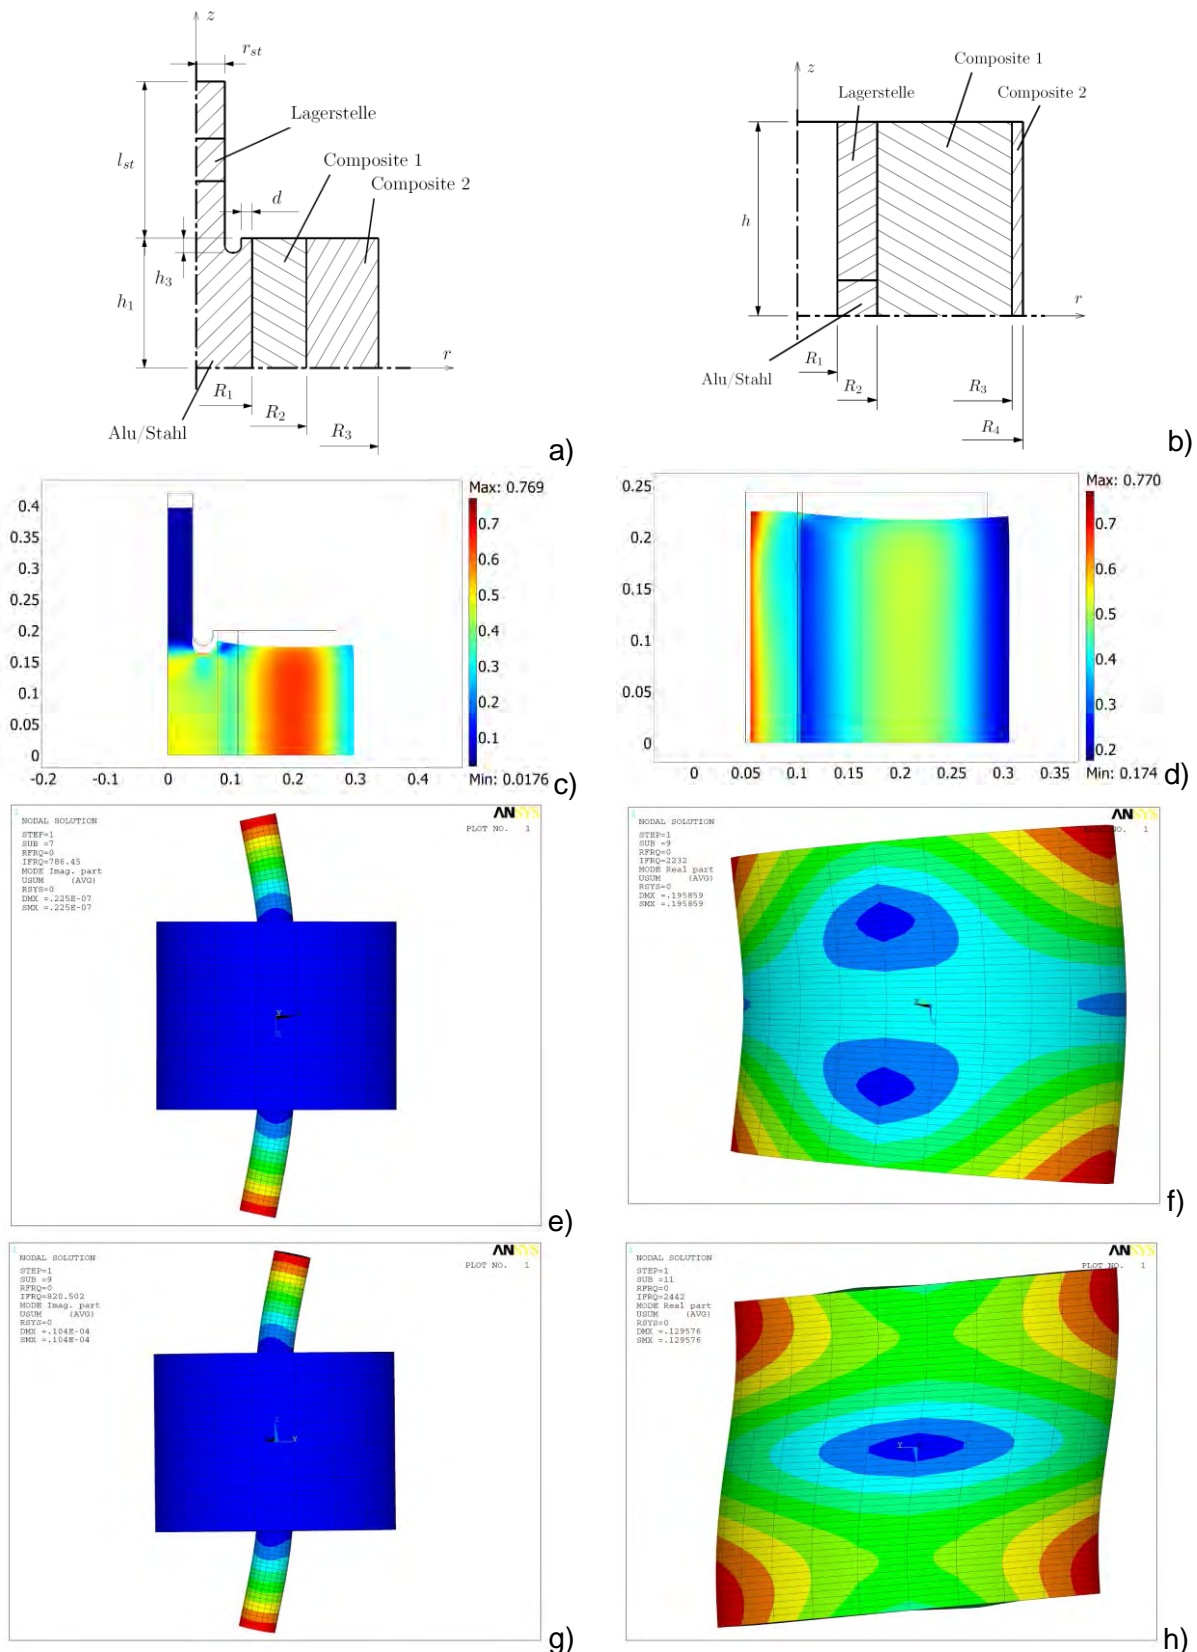 z
r_st
Lagerstelle
l_st
Composite 1
Composite 2
d
h_3
h_1
r
R_1
R_2
R_3
Alu/Stahl
a)
z
Composite 1
Lagerstelle
Composite 2
h
r
R_1
Alu/Stahl
R_2
R_3
R_4
b)
Max: 0.769
0.4
0.35
0.3
0.25
0.2
0.15
0.1
0.05
0
-0.2
-0.1
0
0.1
0.2
0.3
0.4
0.7
0.6
0.5
0.4
0.3
0.2
0.1
Min: 0.0176
c)
Max: 0.770
0.25
0.2
0.15
0.1
0.05
0
0
0.05
0.1
0.15
0.2
0.25
0.3
0.35
0.7
0.6
0.5
0.4
0.3
0.2
Min: 0.174
d)
1
ANSYS
NODAL SOLUTION
PLOT NO. 1
STEP=1
SUB =7
RFRQ=0
IFRQ=786.45
MODE Imag. part
USUM (AVG)
RSYS=0
DMX =.225E-07
SMX =.225E-07
e)
1
ANSYS
NODAL SOLUTION
PLOT NO. 1
STEP=1
SUB =9
RFRQ=0
IFRQ=2232
MODE Real part
USUM (AVG)
RSYS=0
DMX =.195859
SMX =.195859
f)
1
ANSYS
NODAL SOLUTION
PLOT NO. 1
STEP=1
SUB =9
RFRQ=0
IFRQ=820.502
MODE Imag. part
USUM (AVG)
RSYS=0
DMX =.104E-04
SMX =.104E-04
g)
1
ANSYS
NODAL SOLUTION
PLOT NO. 1
STEP=1
SUB =11
RFRQ=0
IFRQ=2442
MODE Real part
USUM (AVG)
RSYS=0
DMX =.129576
SMX =.129576
h)